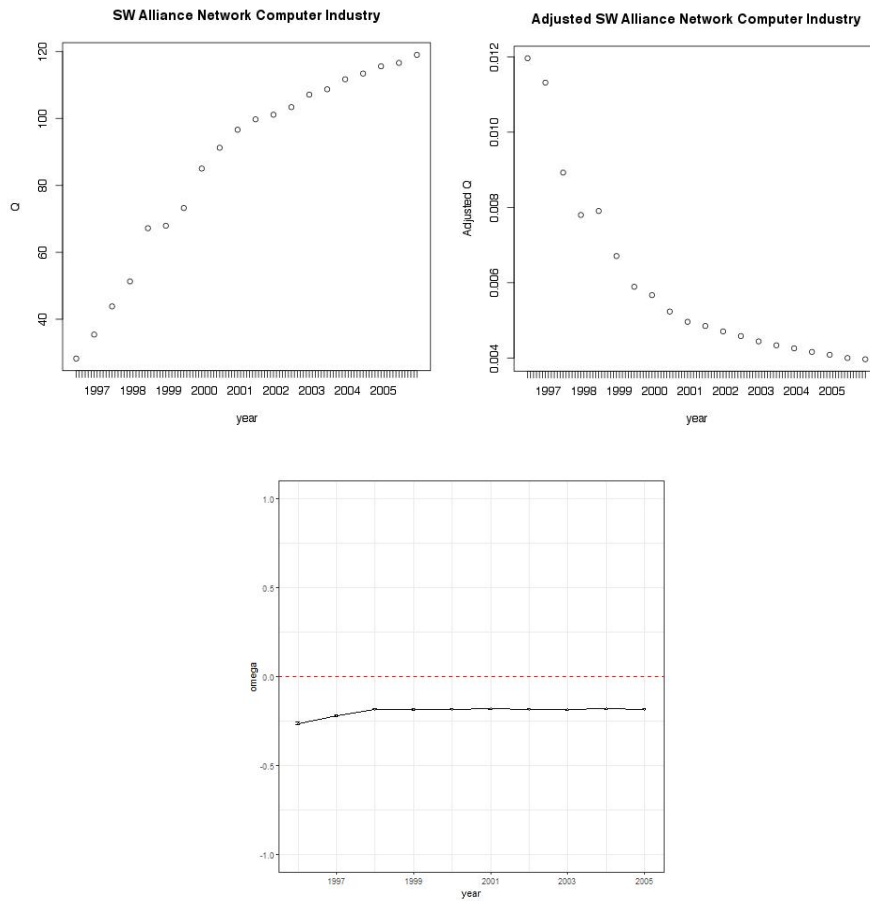 SW Alliance Network Computer Industry
120
100
80
60
40
Q
1997 1998 1999 2000 2001 2002 2003 2004 2005
year
Adjusted SW Alliance Network Computer Industry
0.012
0.010
0.008
0.006
0.004
Adjusted Q
1997 1998 1999 2000 2001 2002 2003 2004 2005
year
1.0
0.5
0.0
-0.5
-1.0
omega
1997 1999 2001 2003 2005
year